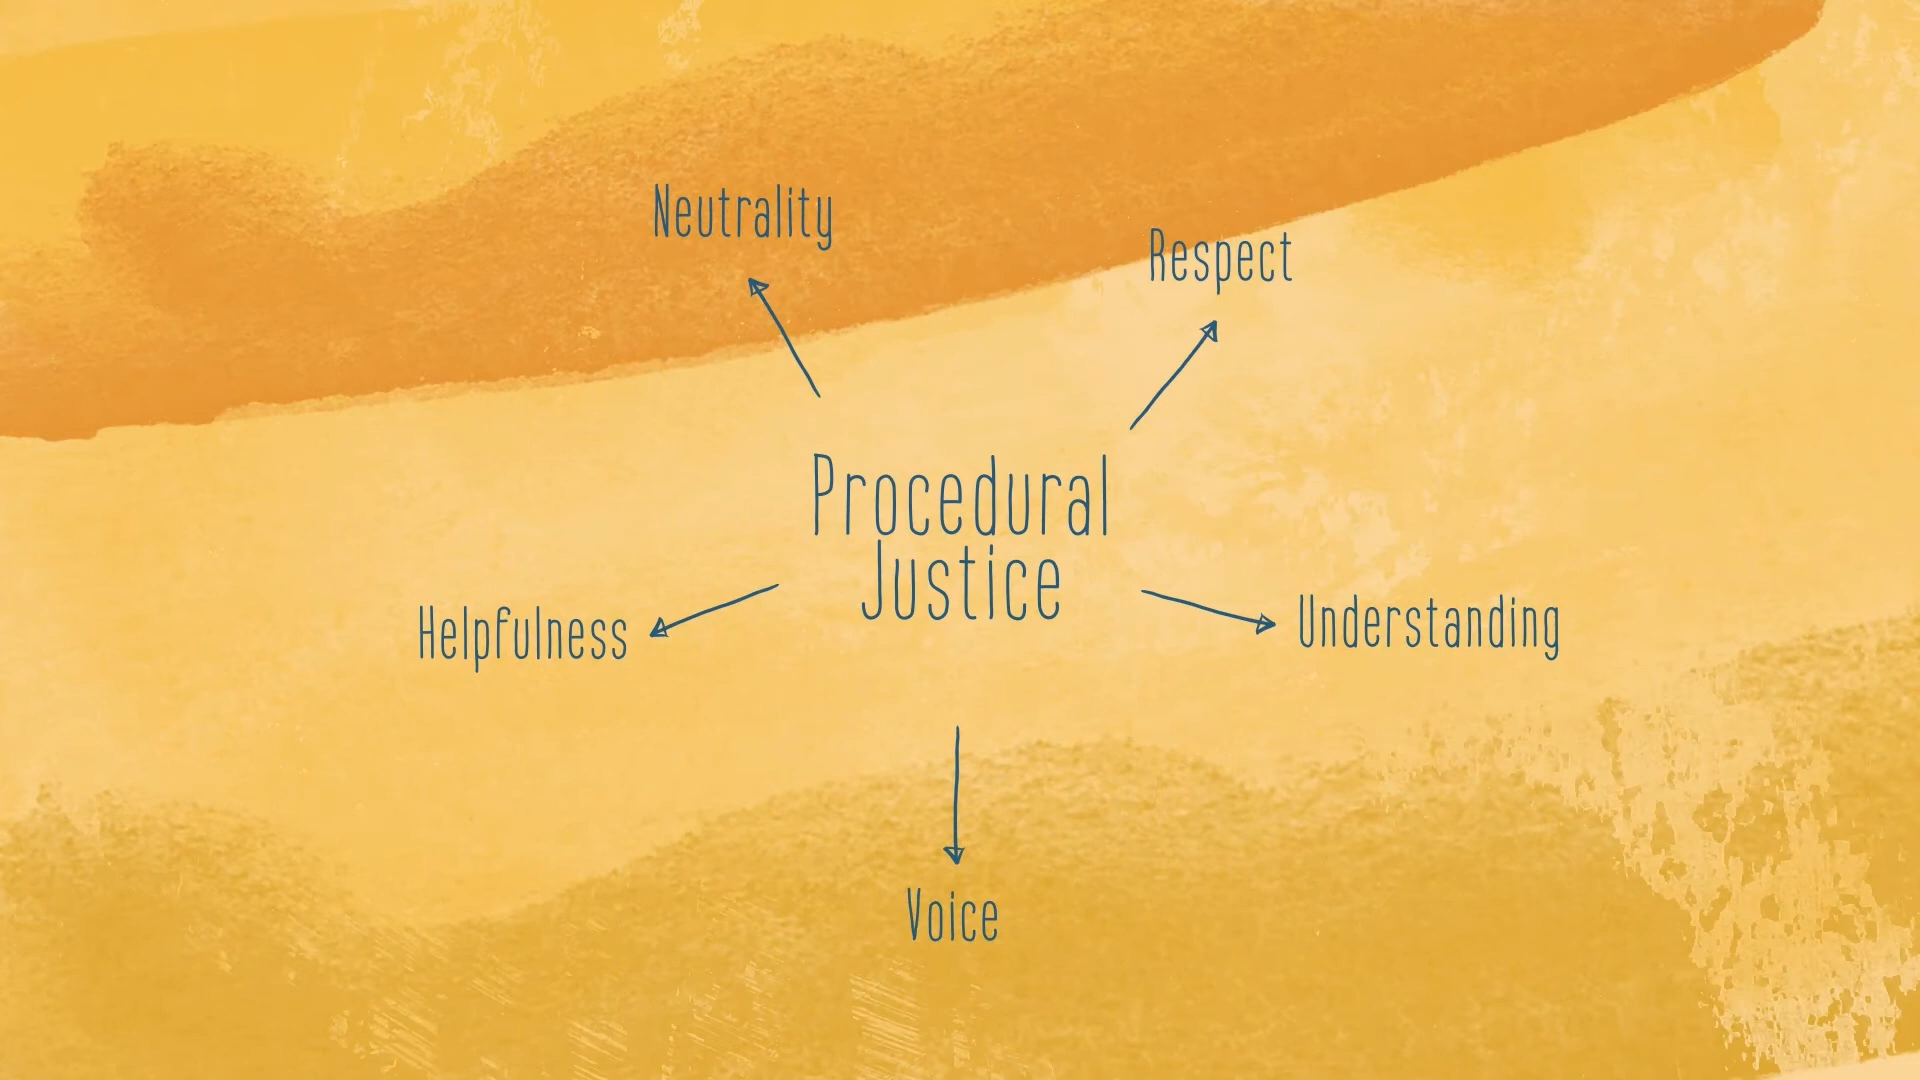 Neutrality
Respect
Procedural
Justice
Helpfulness
Understanding
Voice